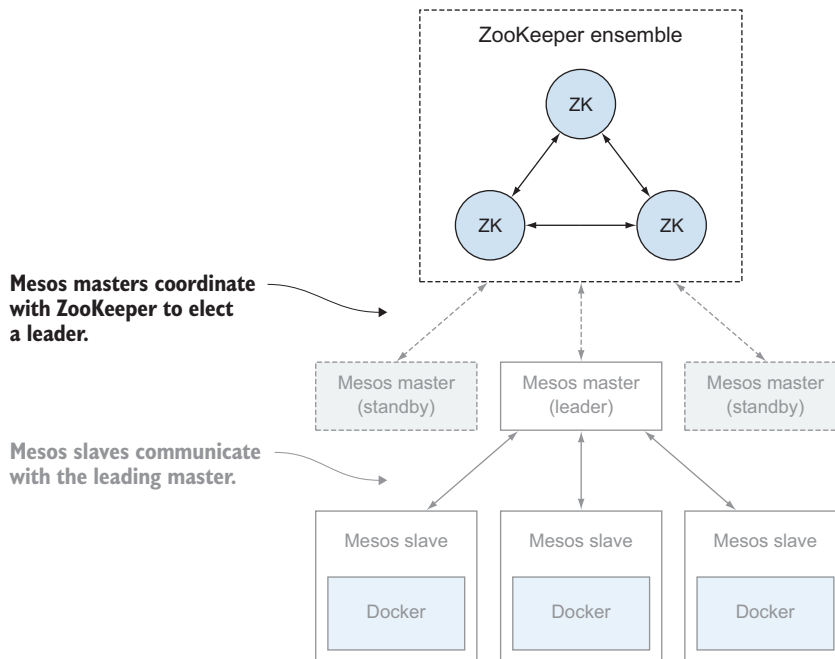 ZooKeeper ensemble
ZK
ZK
ZK
Mesos masters coordinate
with ZooKeeper to elect
a leader.
Mesos master
(standby)
Mesos master
(leader)
Mesos master
(standby)
Mesos slaves communicate
with the leading master.
Mesos slave
Mesos slave
Mesos slave
Docker
Docker
Docker